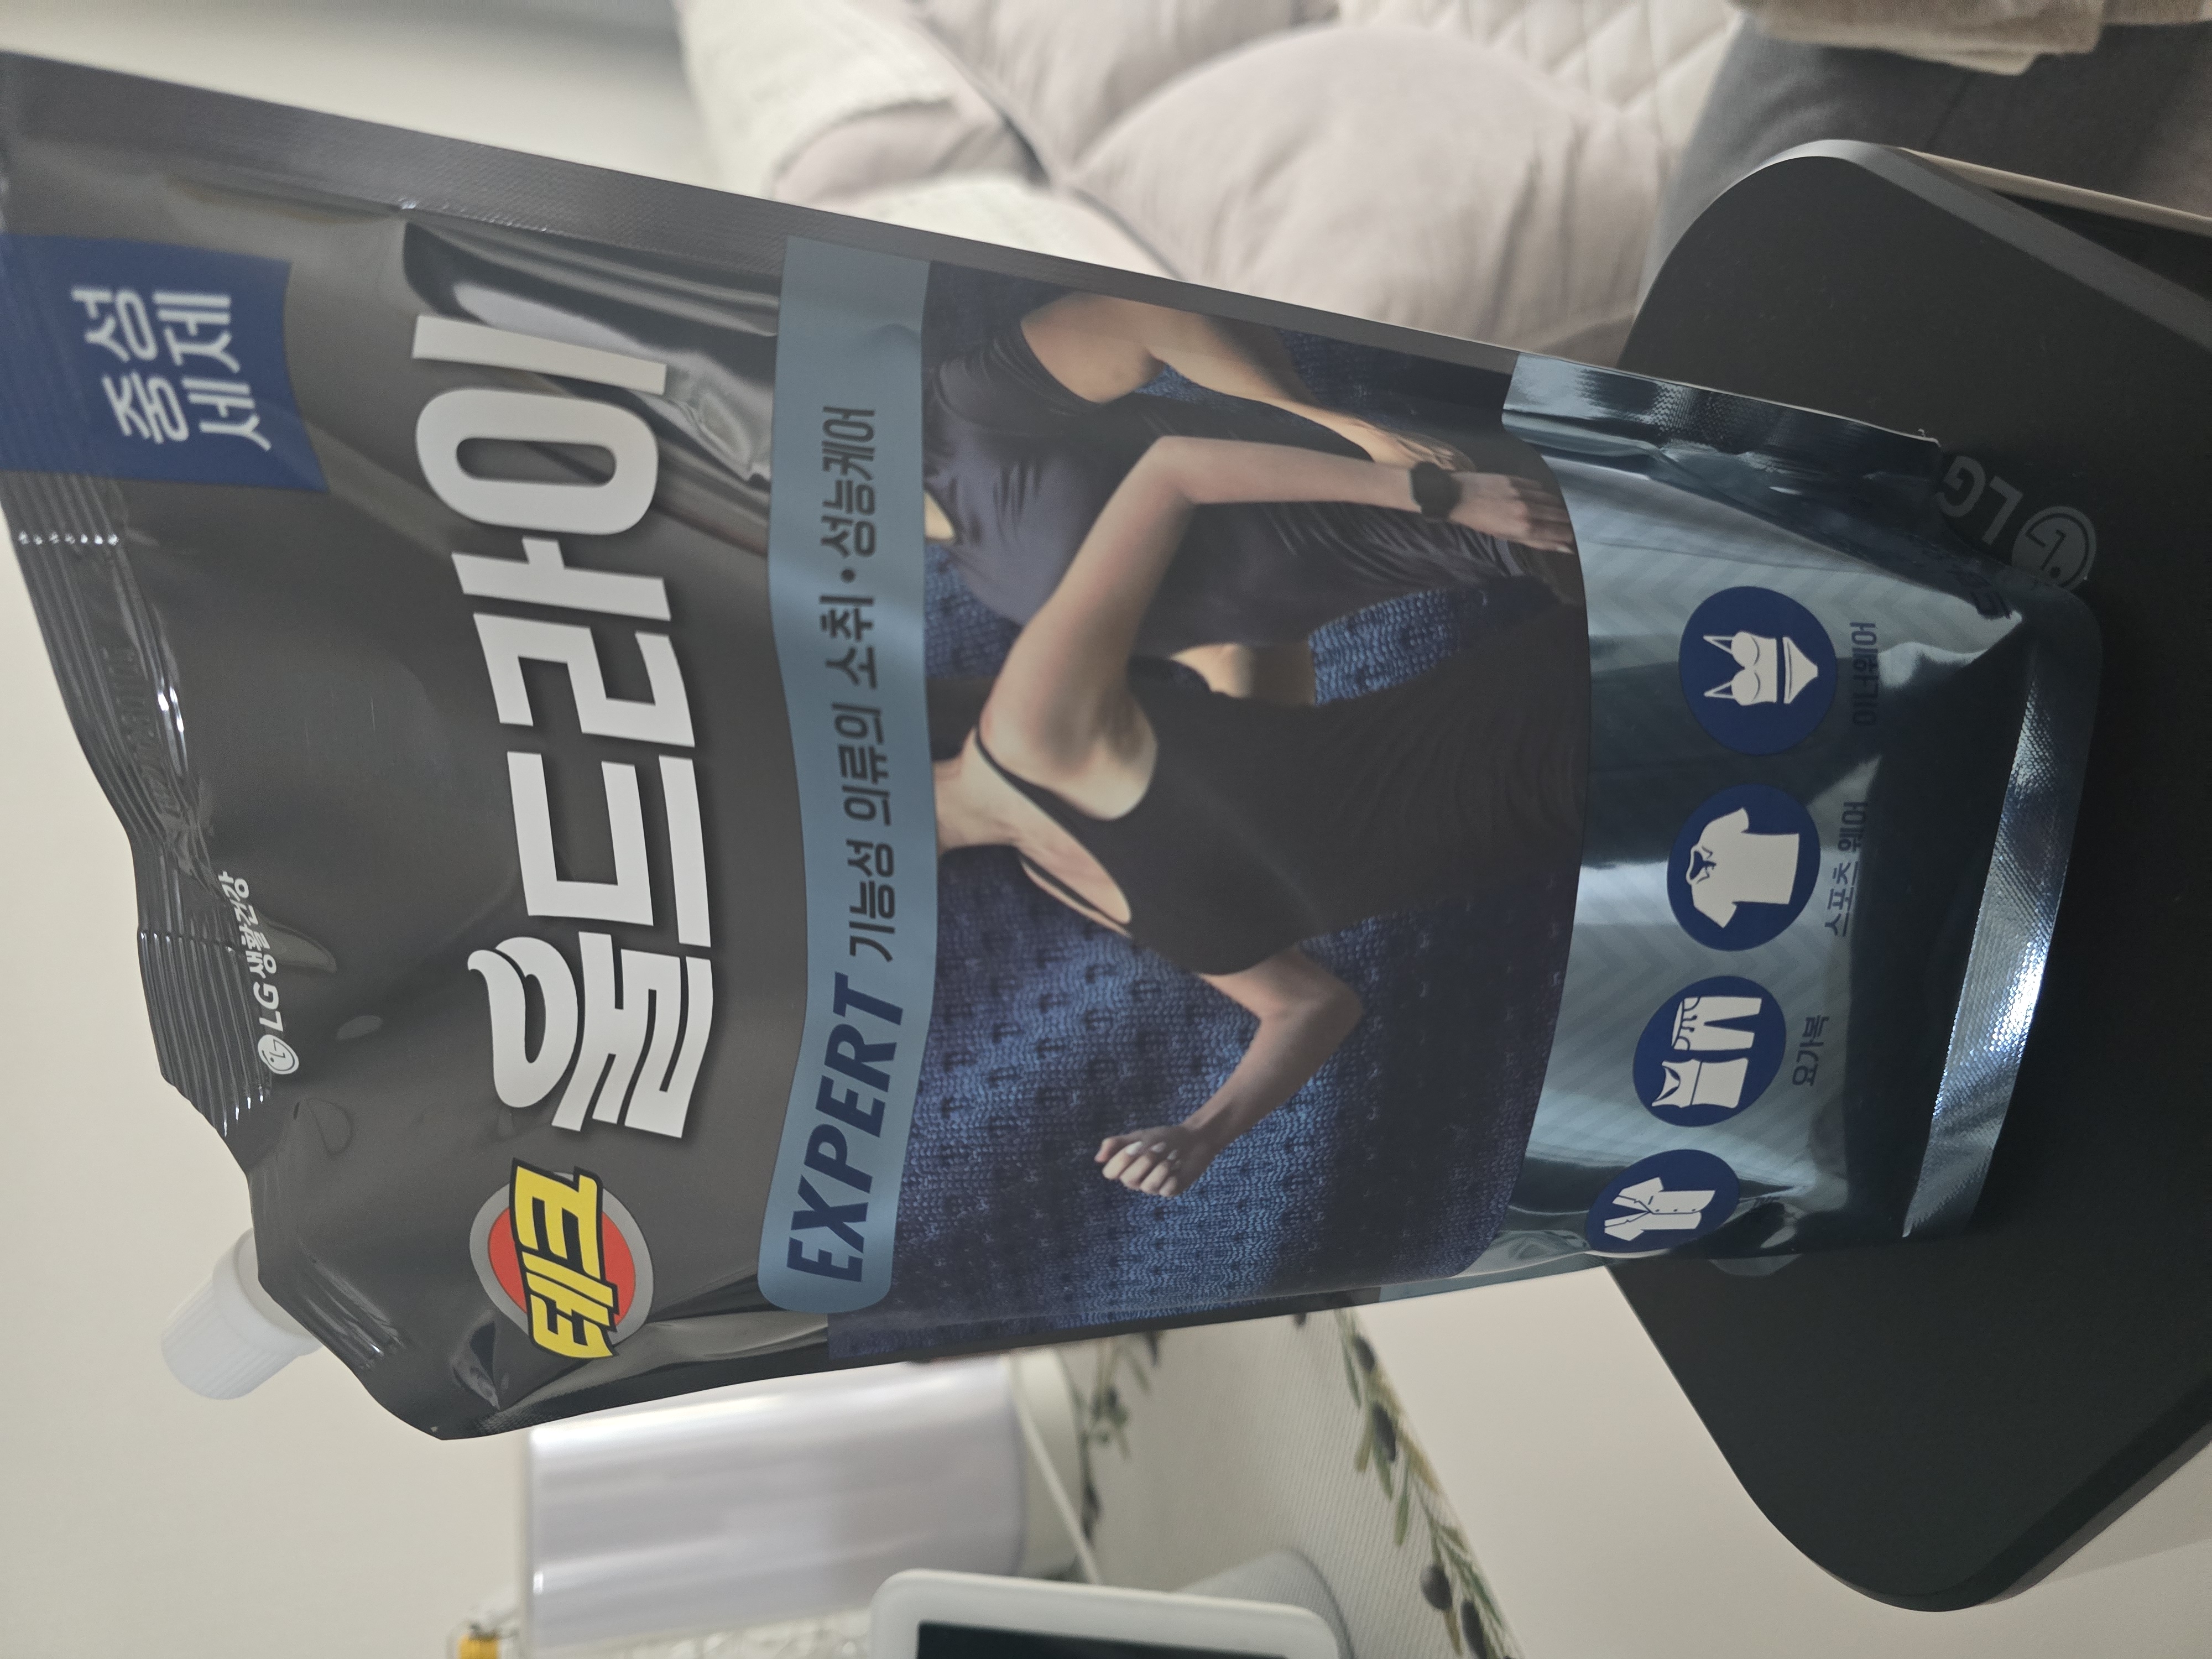 중성
세제
LG생활건강
테크 울드라이
EXPERT 기능성 의류의 소취·성능케어
요가복
스포츠 웨어
이너웨어
LG